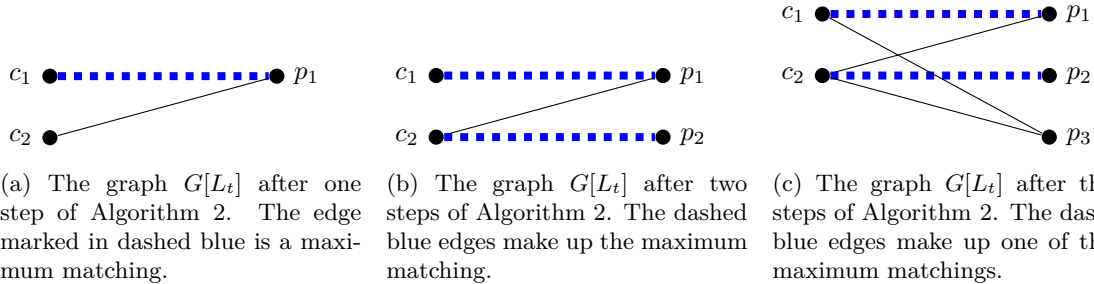 c₁ p₁
c₂
(a) The graph G[Lₜ] after one
step of Algorithm 2. The edge
marked in dashed blue is a maxi-
mum matching.
c₁ p₁
c₂ p₂
(b) The graph G[Lₜ] after two
steps of Algorithm 2. The dashed
blue edges make up the maximum
matching.
c₁ p₁
c₂ p₂
p₃
(c) The graph G[Lₜ] after th
steps of Algorithm 2. The das
blue edges make up one of th
maximum matchings.